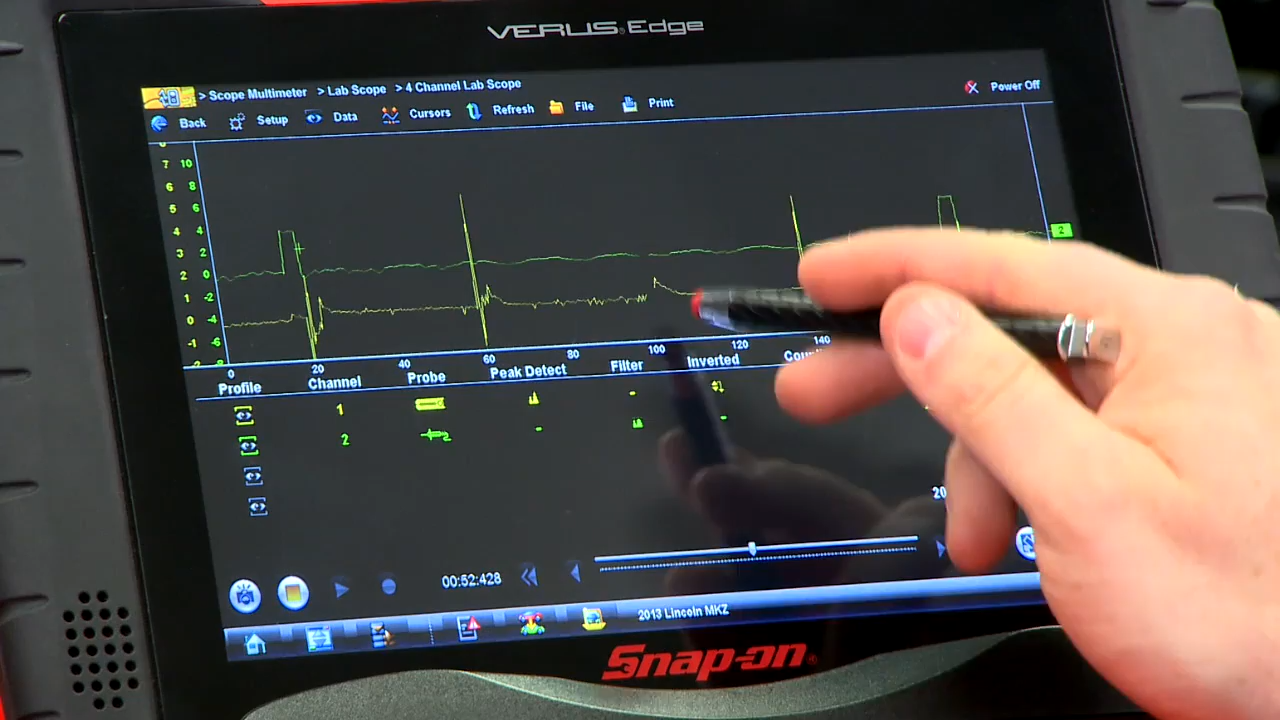 VERUS® Edge
> Scope Multimeter > Lab Scope > 4 Channel Lab Scope
Back Setup Data Cursors Refresh File Print Power Off
7 10
6 8
5 6
4 4
3 2
2 0
1 -2
0 -4
-1 -6
2
0 20 40 60 80 100 120 140
Profile Channel Probe Peak Detect Filter Inverted
1
2 2
20
00:52:428
2013 Lincoln MKZ
Snap-on®